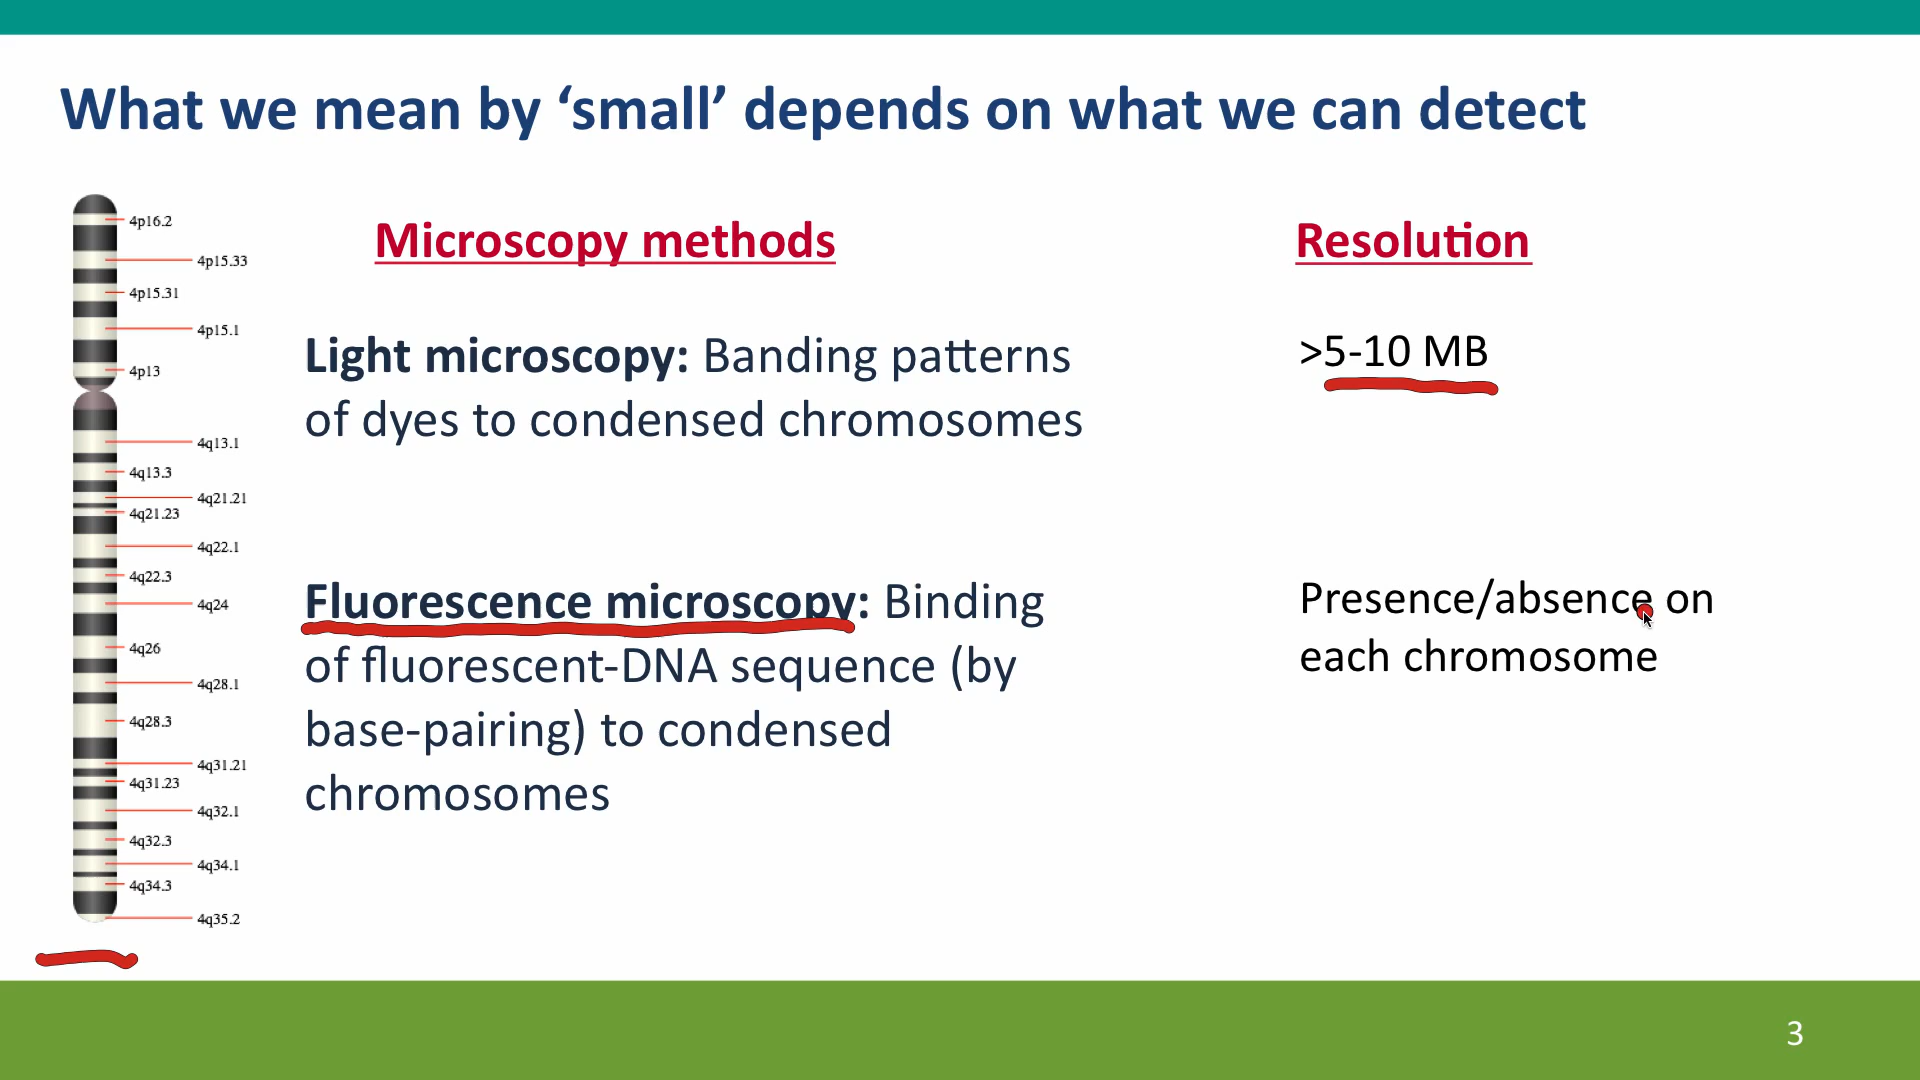 What we mean by ‘small’ depends on what we can detect
4p16.2
4p15.33
4p15.31
4p15.1
4p13
4q13.1
4q13.3
4q21.21
4q21.23
4q22.1
4q22.3
4q24
4q26
4q28.1
4q28.3
4q31.21
4q31.23
4q32.1
4q32.3
4q34.1
4q34.3
4q35.2
Microscopy methods
Resolution
Light microscopy: Banding patterns
of dyes to condensed chromosomes
>5-10 MB
Fluorescence microscopy: Binding
of fluorescent-DNA sequence (by
base-pairing) to condensed
chromosomes
Presence/absence on
each chromosome
3